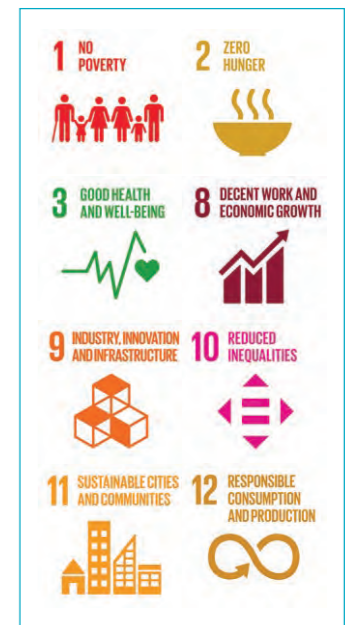 1 NO
POVERTY
2 ZERO
HUNGER
3 GOOD HEALTH
AND WELL-BEING
8 DECENT WORK AND
ECONOMIC GROWTH
9 INDUSTRY, INNOVATION
AND INFRASTRUCTURE
10 REDUCED
INEQUALITIES
11 SUSTAINABLE CITIES
AND COMMUNITIES
12 RESPONSIBLE
CONSUMPTION
AND PRODUCTION